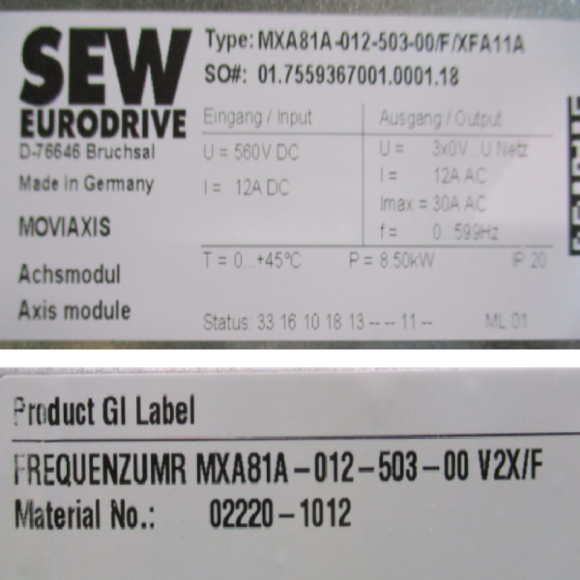 SEW
EURODRIVE
D-76646 Bruchsal
Made in Germany
MOVIAXIS
Achsmodul
Axis module
Type: MXA81A-012-503-00/F/XFA11A
SO#: 01.7559367001.0001.18
Eingang / Input
U = 560V DC
I = 12A DC
Ausgang / Output
U = 3x0V...U Netz
I = 12A AC
Imax = 30A AC
f = 0...599Hz
T = 0...+45°C P = 8.50kW IP 20
Status: 33 16 10 18 13 -- -- 11 -- ML 01
Product GI Label
FREQUENZUMR MXA81A-012-503-00 V2X/F
Material No.: 02220-1012